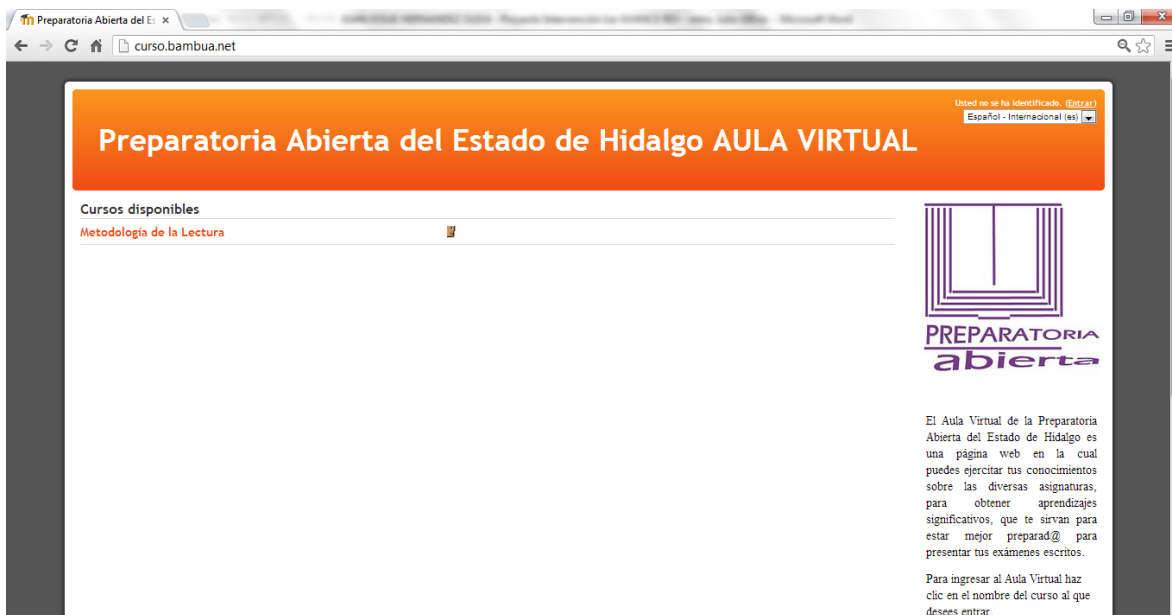 Preparatoria Abierta del Es
curso.bambua.net
Usted no se ha identificado. (Entrar)
Español - Internacional (es)
Preparatoria Abierta del Estado de Hidalgo AULA VIRTUAL
Cursos disponibles
Metodología de la Lectura
PREPARATORIA
abierta
El Aula Virtual de la Preparatoria
Abierta del Estado de Hidalgo es
una página web en la cual
puedes ejercitar tus conocimientos
sobre las diversas asignaturas,
para obtener aprendizajes
significativos, que te sirvan para
estar mejor preparad@ para
presentar tus exámenes escritos.
Para ingresar al Aula Virtual haz
clic en el nombre del curso al que
desees entrar.